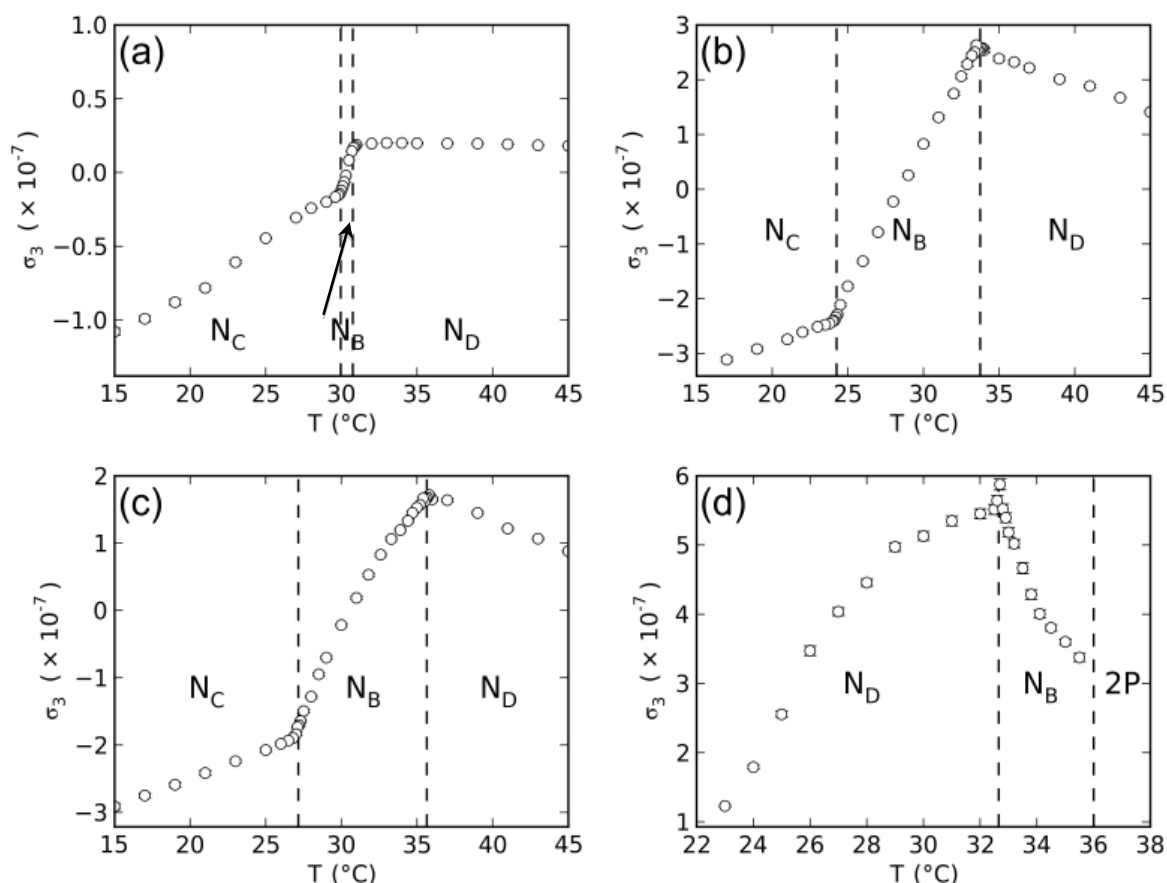 (a)
1.0
0.5
0.0
−0.5
−1.0
σ3 (× 10-7)
NC
NB
ND
15 20 25 30 35 40 45
T (°C)
(b)
3
2
1
0
−1
−2
−3
σ3 (× 10-7)
NC
NB
ND
15 20 25 30 35 40 45
T (°C)
(c)
2
1
0
−1
−2
−3
σ3 (× 10-7)
NC
NB
ND
15 20 25 30 35 40 45
T (°C)
(d)
6
5
4
3
2
1
σ3 (× 10-7)
ND
NB
2P
22 24 26 28 30 32 34 36 38
T (°C)